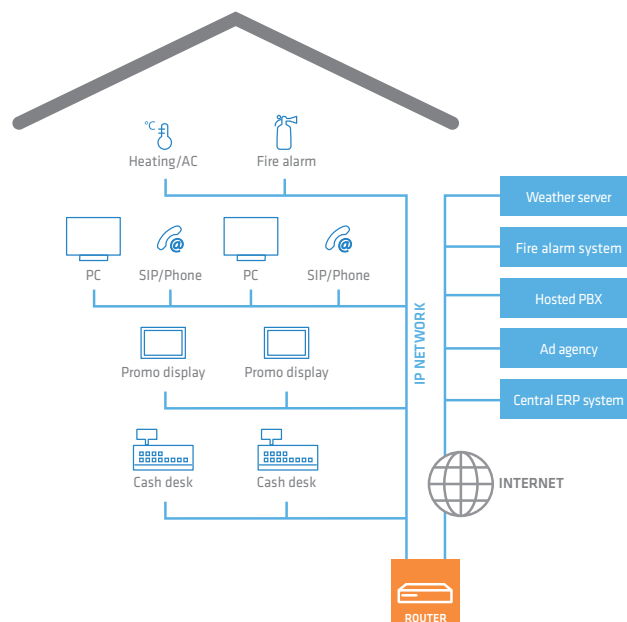 °C
Heating/AC
Fire alarm
Weather server
Fire alarm system
@
@
PC
SIP/Phone
PC
SIP/Phone
Hosted PBX
IP NETWORK
Ad agency
Promo display
Promo display
Central ERP system
Cash desk
Cash desk
INTERNET
ROUTER